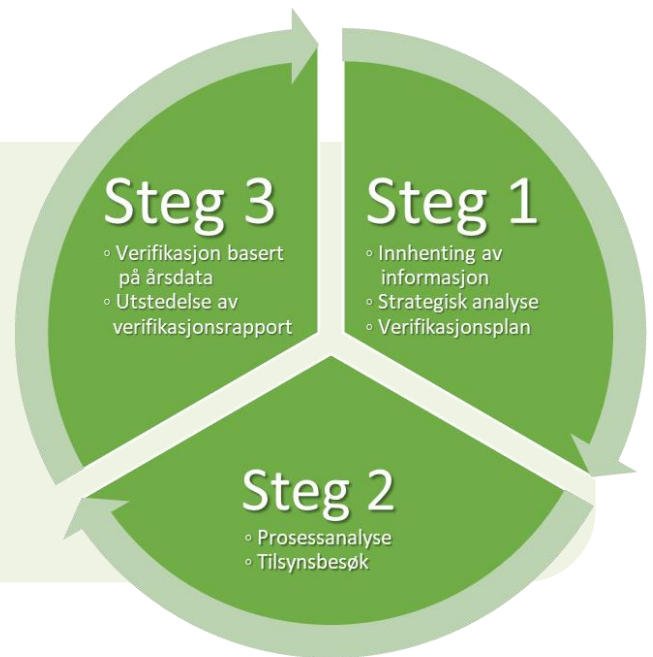 Steg 1
◦ Innhenting av
informasjon
◦ Strategisk analyse
◦ Verifikasjonsplan
Steg 2
◦ Prosessanalyse
◦ Tilsynsbesøk
Steg 3
◦ Verifikasjon basert
på årsdata
◦ Utstedelse av
verifikasjonsrapport